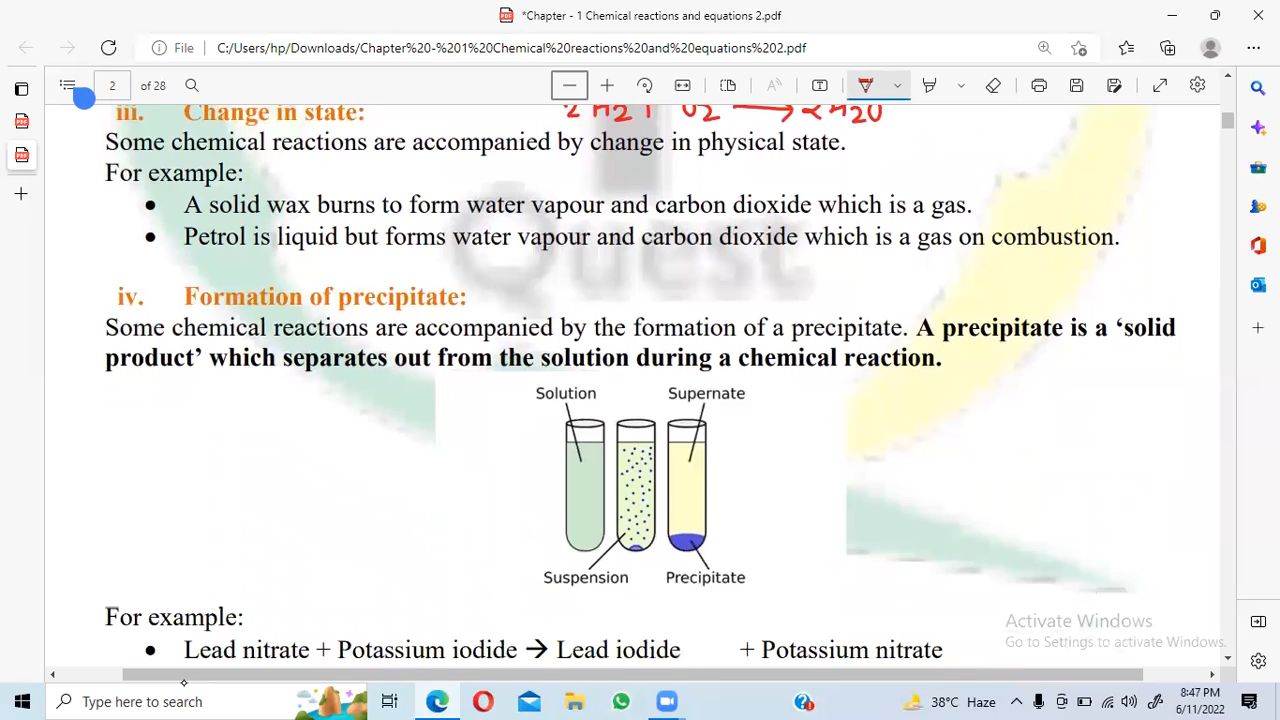 *Chapter - 1 Chemical reactions and equations 2.pdf
File C:/Users/hp/Downloads/Chapter%20-%201%20Chemical%20reactions%20and%20equations%202.pdf
2 of 28
iii. Change in state: 2 H2 + O2 → 2H2O
Some chemical reactions are accompanied by change in physical state.
For example:
• A solid wax burns to form water vapour and carbon dioxide which is a gas.
• Petrol is liquid but forms water vapour and carbon dioxide which is a gas on combustion.
Quest
iv. Formation of precipitate:
Some chemical reactions are accompanied by the formation of a precipitate. A precipitate is a ‘solid
product’ which separates out from the solution during a chemical reaction.
Solution Supernate
Suspension Precipitate
For example:
• Lead nitrate + Potassium iodide → Lead iodide + Potassium nitrate
Activate Windows
Go to Settings to activate Windows.
Type here to search
38°C Haze
8:47 PM
6/11/2022